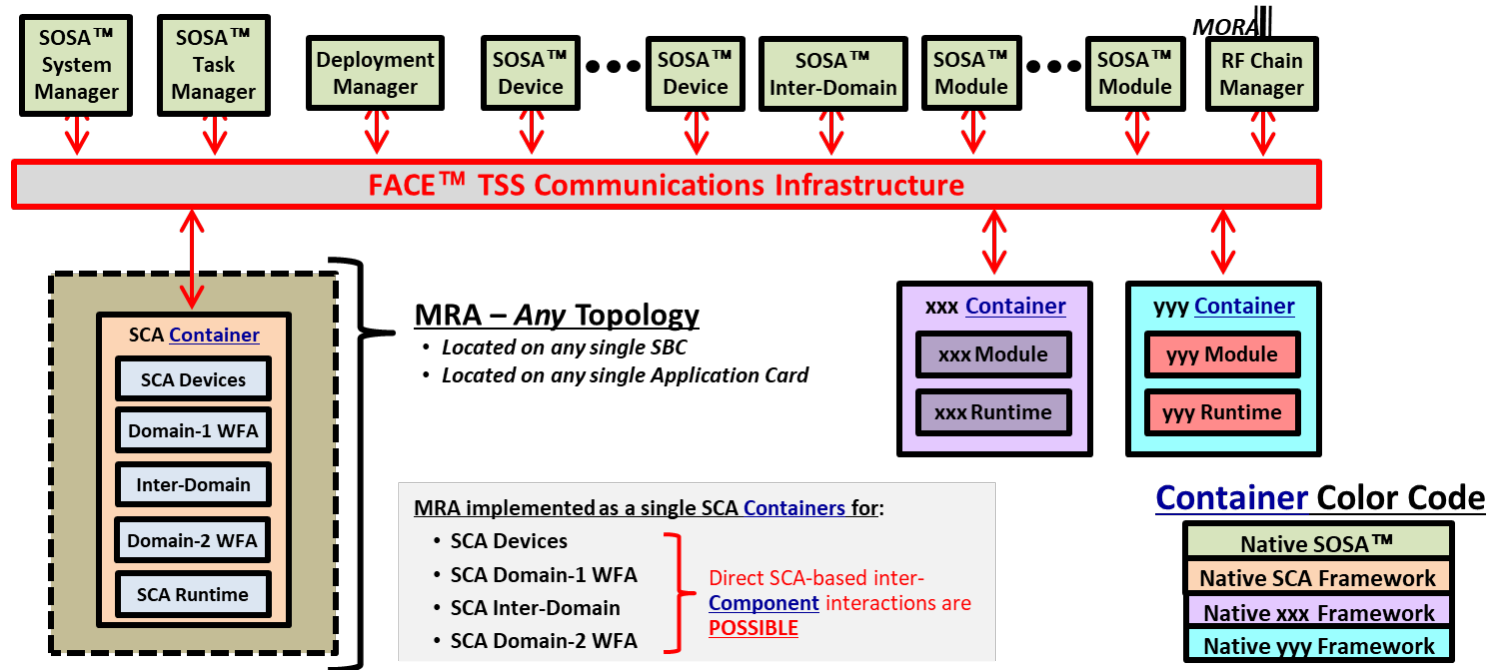 SOSA™
System
Manager
SOSA™
Task
Manager
Deployment
Manager
SOSA™
Device
SOSA™
Device
SOSA™
Inter-Domain
SOSA™
Module
SOSA™
Module
MORA
RF Chain
Manager
FACE™ TSS Communications Infrastructure
SCA Container
SCA Devices
Domain-1 WFA
Inter-Domain
Domain-2 WFA
SCA Runtime
MRA – Any Topology
• Located on any single SBC
• Located on any single Application Card
xxx Container
xxx Module
xxx Runtime
yyy Container
yyy Module
yyy Runtime
MRA implemented as a single SCA Containers for:
• SCA Devices
• SCA Domain-1 WFA
• SCA Inter-Domain
• SCA Domain-2 WFA
Direct SCA-based inter-
Component interactions are
POSSIBLE
Container Color Code
Native SOSA™
Native SCA Framework
Native xxx Framework
Native yyy Framework